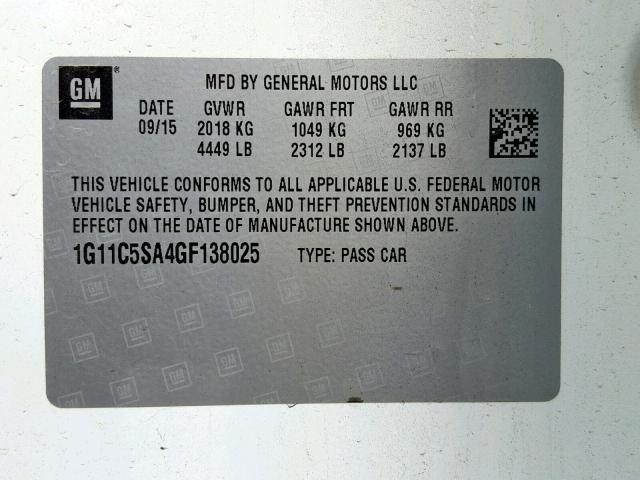 GM ® MFD BY GENERAL MOTORS LLC
DATE GVWR GAWR FRT GAWR RR
09/15 2018 KG 1049 KG 969 KG
4449 LB 2312 LB 2137 LB
THIS VEHICLE CONFORMS TO ALL APPLICABLE U.S. FEDERAL MOTOR
VEHICLE SAFETY, BUMPER, AND THEFT PREVENTION STANDARDS IN
EFFECT ON THE DATE OF MANUFACTURE SHOWN ABOVE.
1G11C5SA4GF138025 TYPE: PASS CAR